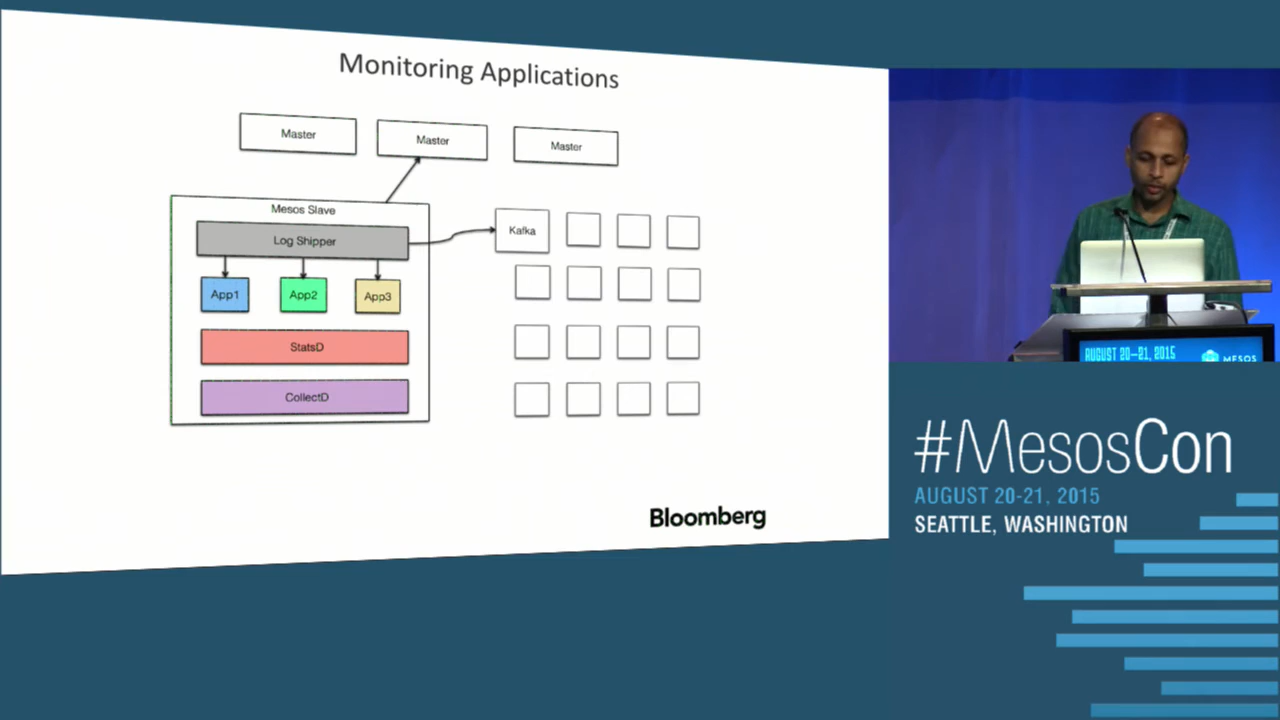 Monitoring Applications
Master
Master
Master
Mesos Slave
Log Shipper
Kafka
App1
App2
App3
StatsD
CollectD
Bloomberg
AUGUST 20-21, 2015
MESOS
#MesosCon
AUGUST 20-21, 2015
SEATTLE, WASHINGTON